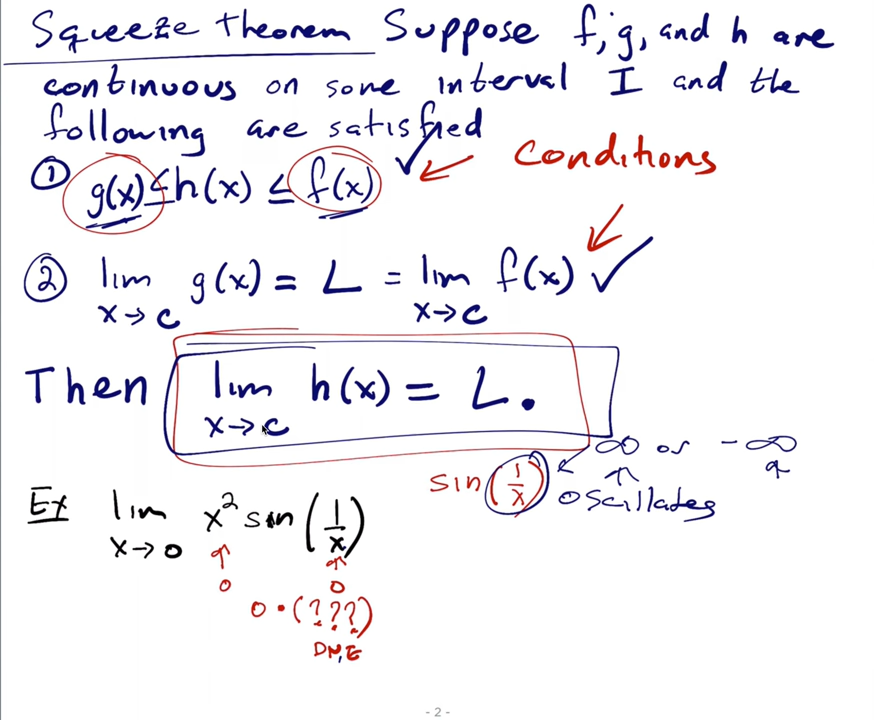 Squeeze Theorem Suppose f, g, and h are
continuous on some interval I and the
following are satisfied
① g(x) ≤ h(x) ≤ f(x) ✓ ← Conditions
② lim x→c g(x) = L = lim x→c f(x) ✓
Then lim x→c h(x) = L.
sin(1/x) ← ∞ or -∞
oscillates
Ex lim x→0 x² sin(1/x)
0 0
0 · (???)
DNE
- 2 -